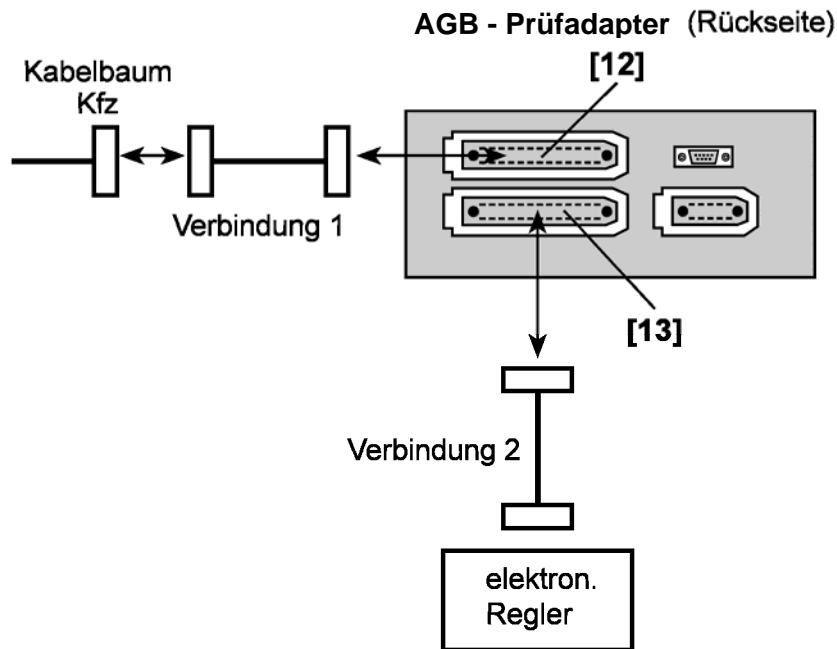 AGB - Prüfadapter (Rückseite)
[12]
Kabelbaum
Kfz
Verbindung 1
[13]
Verbindung 2
elektron.
Regler